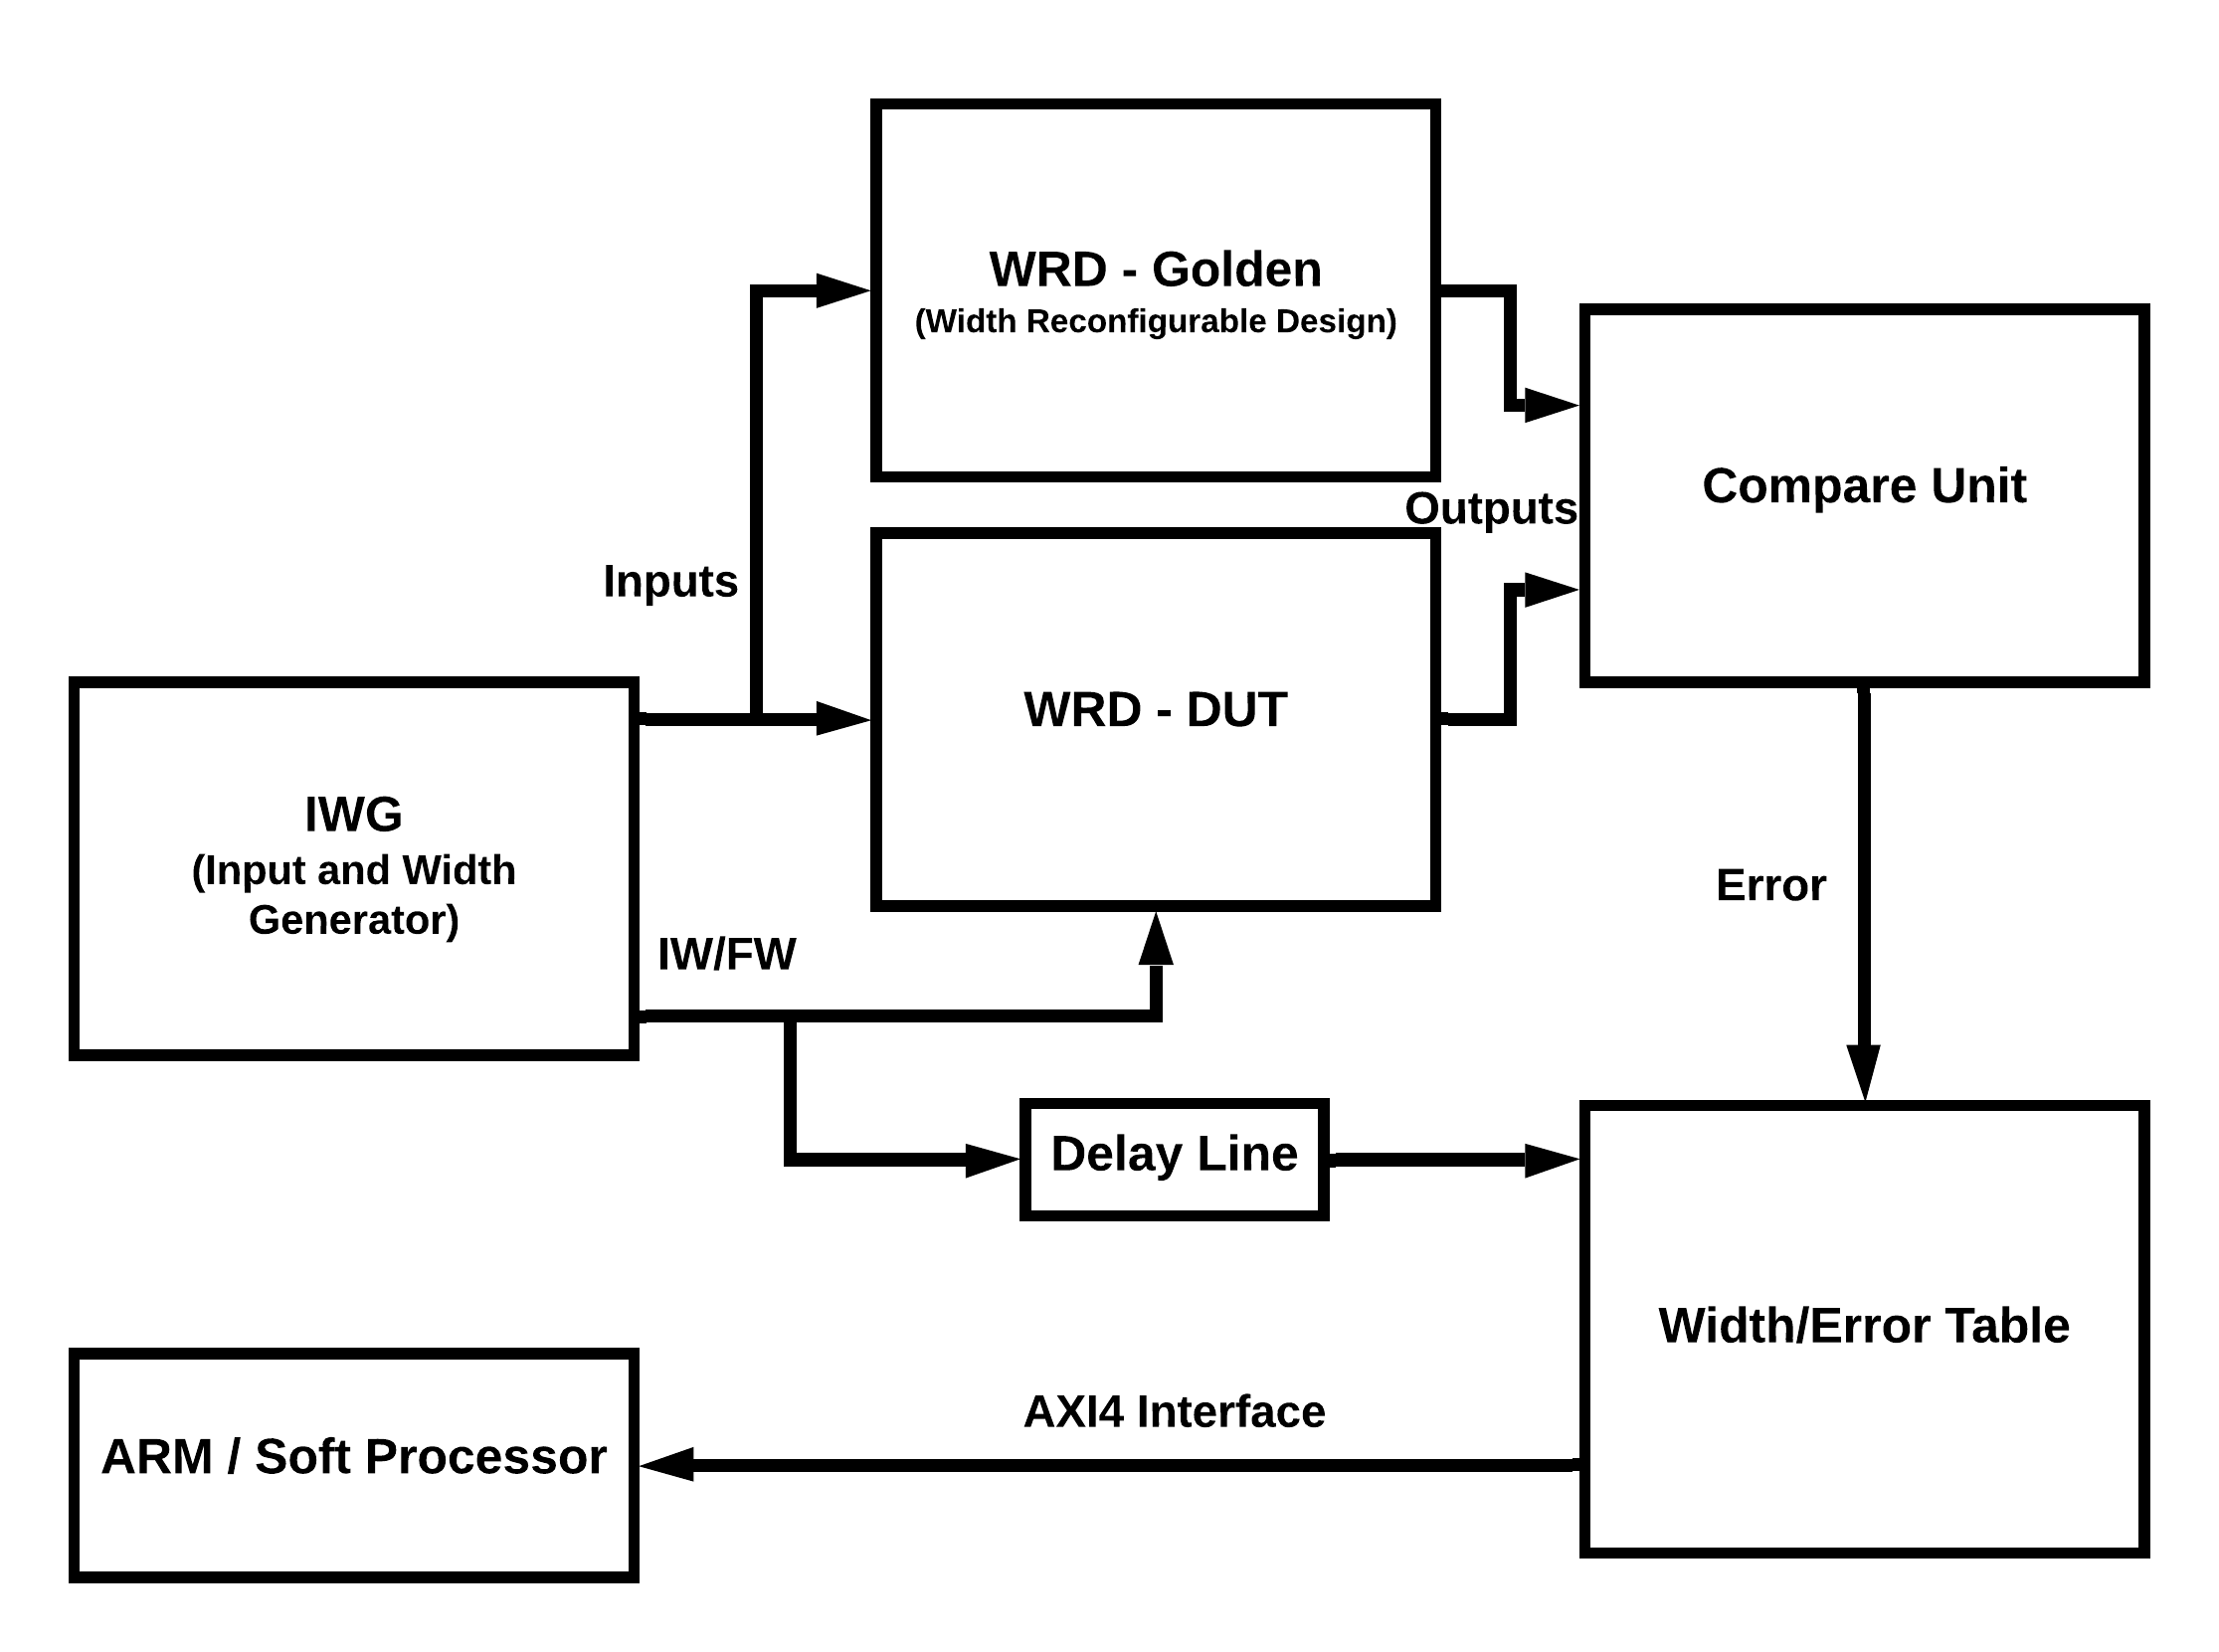 WRD - Golden
(Width Reconfigurable Design)
Compare Unit
Outputs
Inputs
WRD - DUT
IWG
(Input and Width
Generator)
Error
IW/FW
Delay Line
Width/Error Table
AXI4 Interface
ARM / Soft Processor